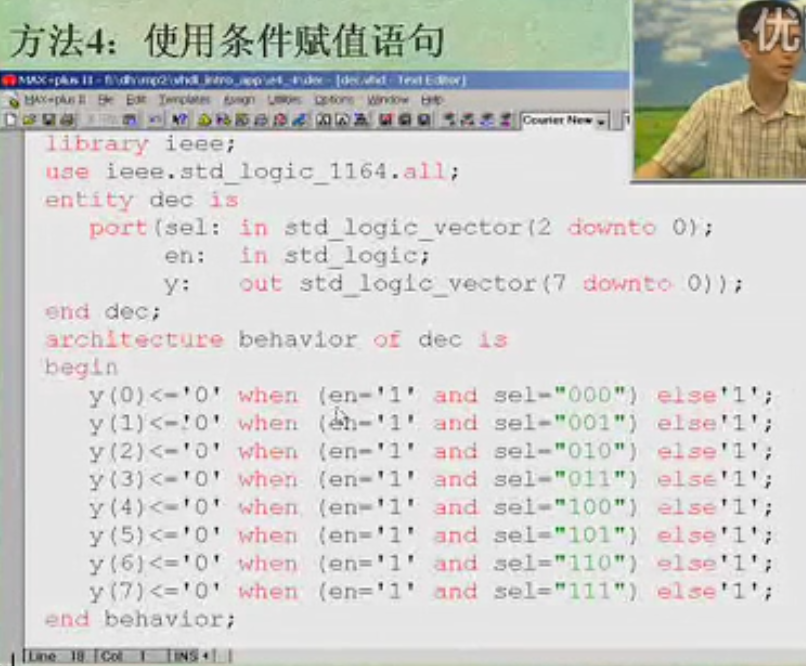 方法4：使用条件赋值语句
优
MAX+plus II - f:\dh\mp2\vhdl_intro_app\e4_4\dec - [dec.vhd - Text Editor]
MAX+plus II File Edit Templates Assign Utilities Options Window Help
Courier New
library ieee;
use ieee.std_logic_1164.all;
entity dec is
port(sel: in std_logic_vector(2 downto 0);
en: in std_logic;
y: out std_logic_vector(7 downto 0));
end dec;
architecture behavior of dec is
begin
y(0)<='0' when (en='1' and sel="000") else'1';
y(1)<='0' when (en='1' and sel="001") else'1';
y(2)<='0' when (en='1' and sel="010") else'1';
y(3)<='0' when (en='1' and sel="011") else'1';
y(4)<='0' when (en='1' and sel="100") else'1';
y(5)<='0' when (en='1' and sel="101") else'1';
y(6)<='0' when (en='1' and sel="110") else'1';
y(7)<='0' when (en='1' and sel="111") else'1';
end behavior;
Line 18 Col 1 INS